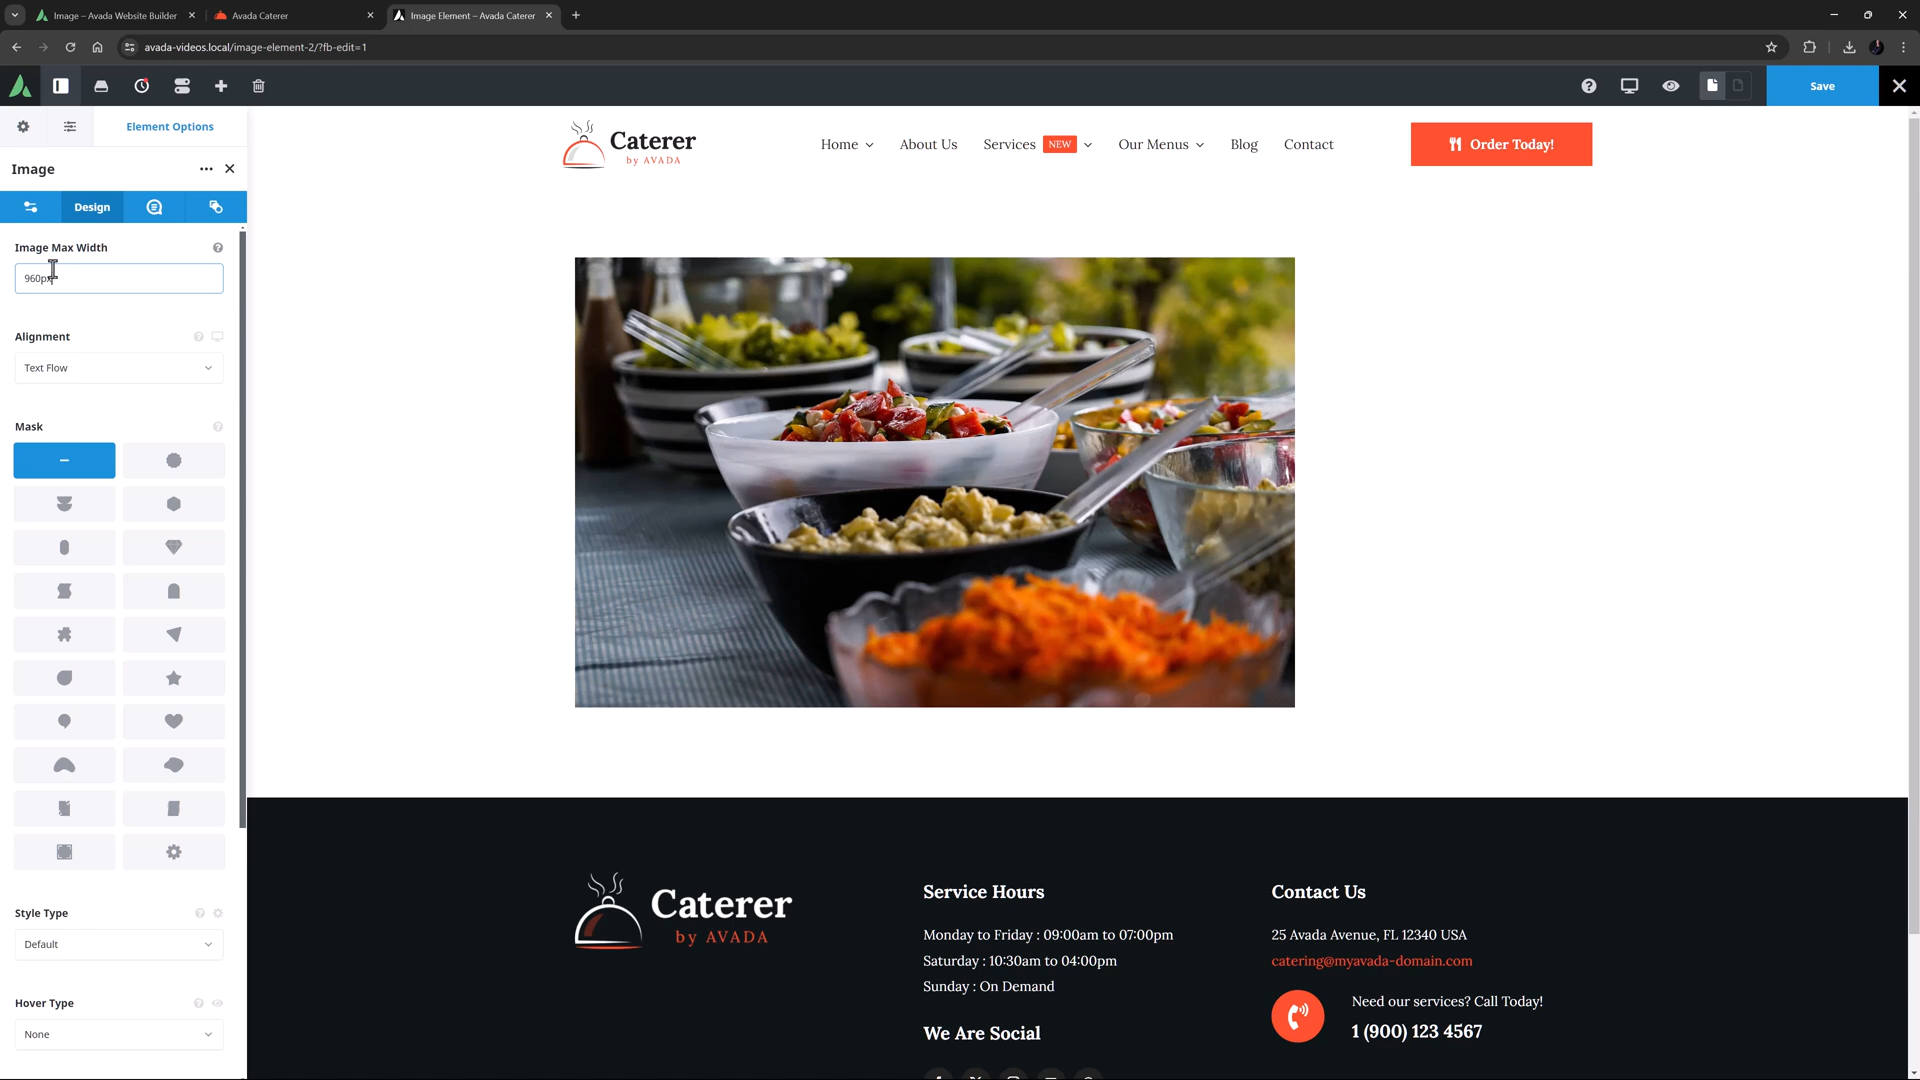 Image – Avada Website Builder
Avada Caterer
Image Element – Avada Caterer
avada-videos.local/image-element-2/?fb-edit=1
Save
Element Options
Image
Design
Image Max Width
960px
Alignment
Text Flow
Mask
Style Type
Default
Hover Type
None
Caterer
by AVADA
Home
About Us
Services NEW
Our Menus
Blog
Contact
Order Today!
Caterer
by AVADA
Service Hours
Monday to Friday : 09:00am to 07:00pm
Saturday : 10:30am to 04:00pm
Sunday : On Demand
We Are Social
Contact Us
25 Avada Avenue, FL 12340 USA
catering@myavada-domain.com
Need our services? Call Today!
1 (900) 123 4567